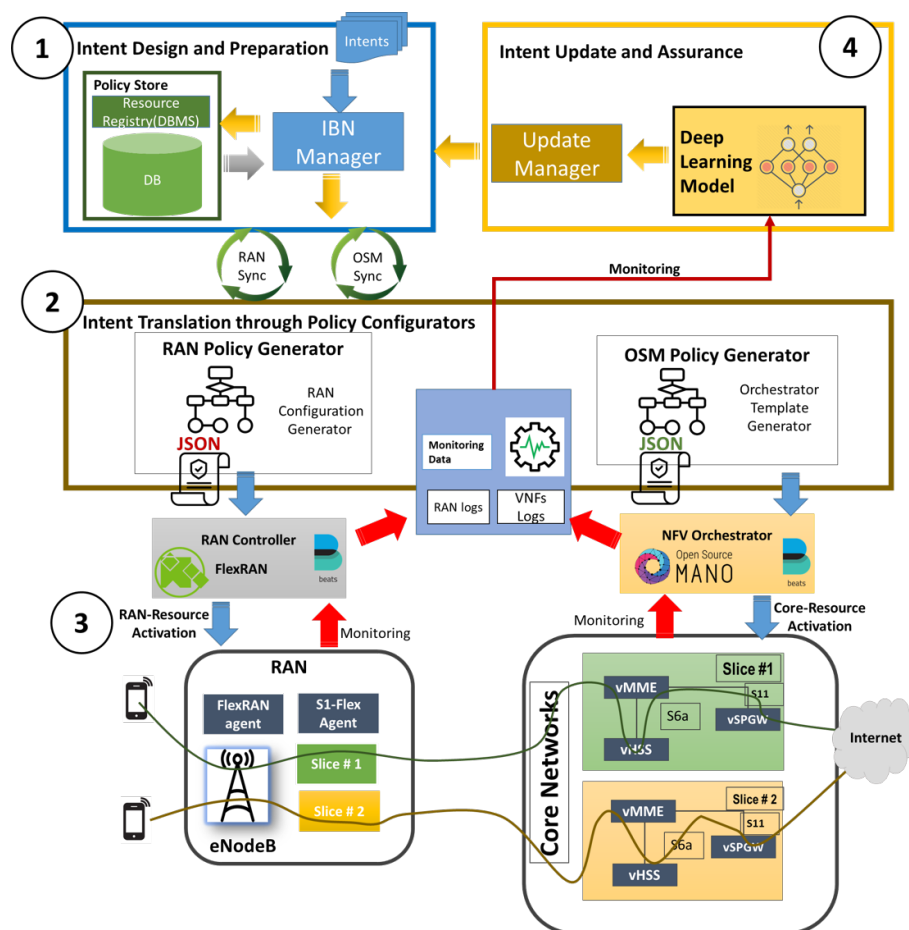 1
Intent Design and Preparation
Intents
Policy Store
Resource
Registry(DBMS)
DB
IBN
Manager
4
Intent Update and Assurance
Update
Manager
Deep
Learning
Model
RAN
Sync
OSM
Sync
Monitoring
2
Intent Translation through Policy Configurators
RAN Policy Generator
RAN
Configuration
Generator
JSON
Monitoring
Data
RAN logs
VNFs
Logs
OSM Policy Generator
Orchestrator
Template
Generator
JSON
RAN Controller
FlexRAN
beats
NFV Orchestrator
Open Source
MANO
beats
3
RAN-Resource
Activation
Monitoring
Monitoring
Core-Resource
Activation
RAN
FlexRAN
agent
S1-Flex
Agent
Slice # 1
Slice # 2
eNodeB
Core Networks
Slice #1
vMME
S11
S6a
vSPGW
vHSS
Slice # 2
vMME
S11
S6a
vSPGW
vHSS
Internet